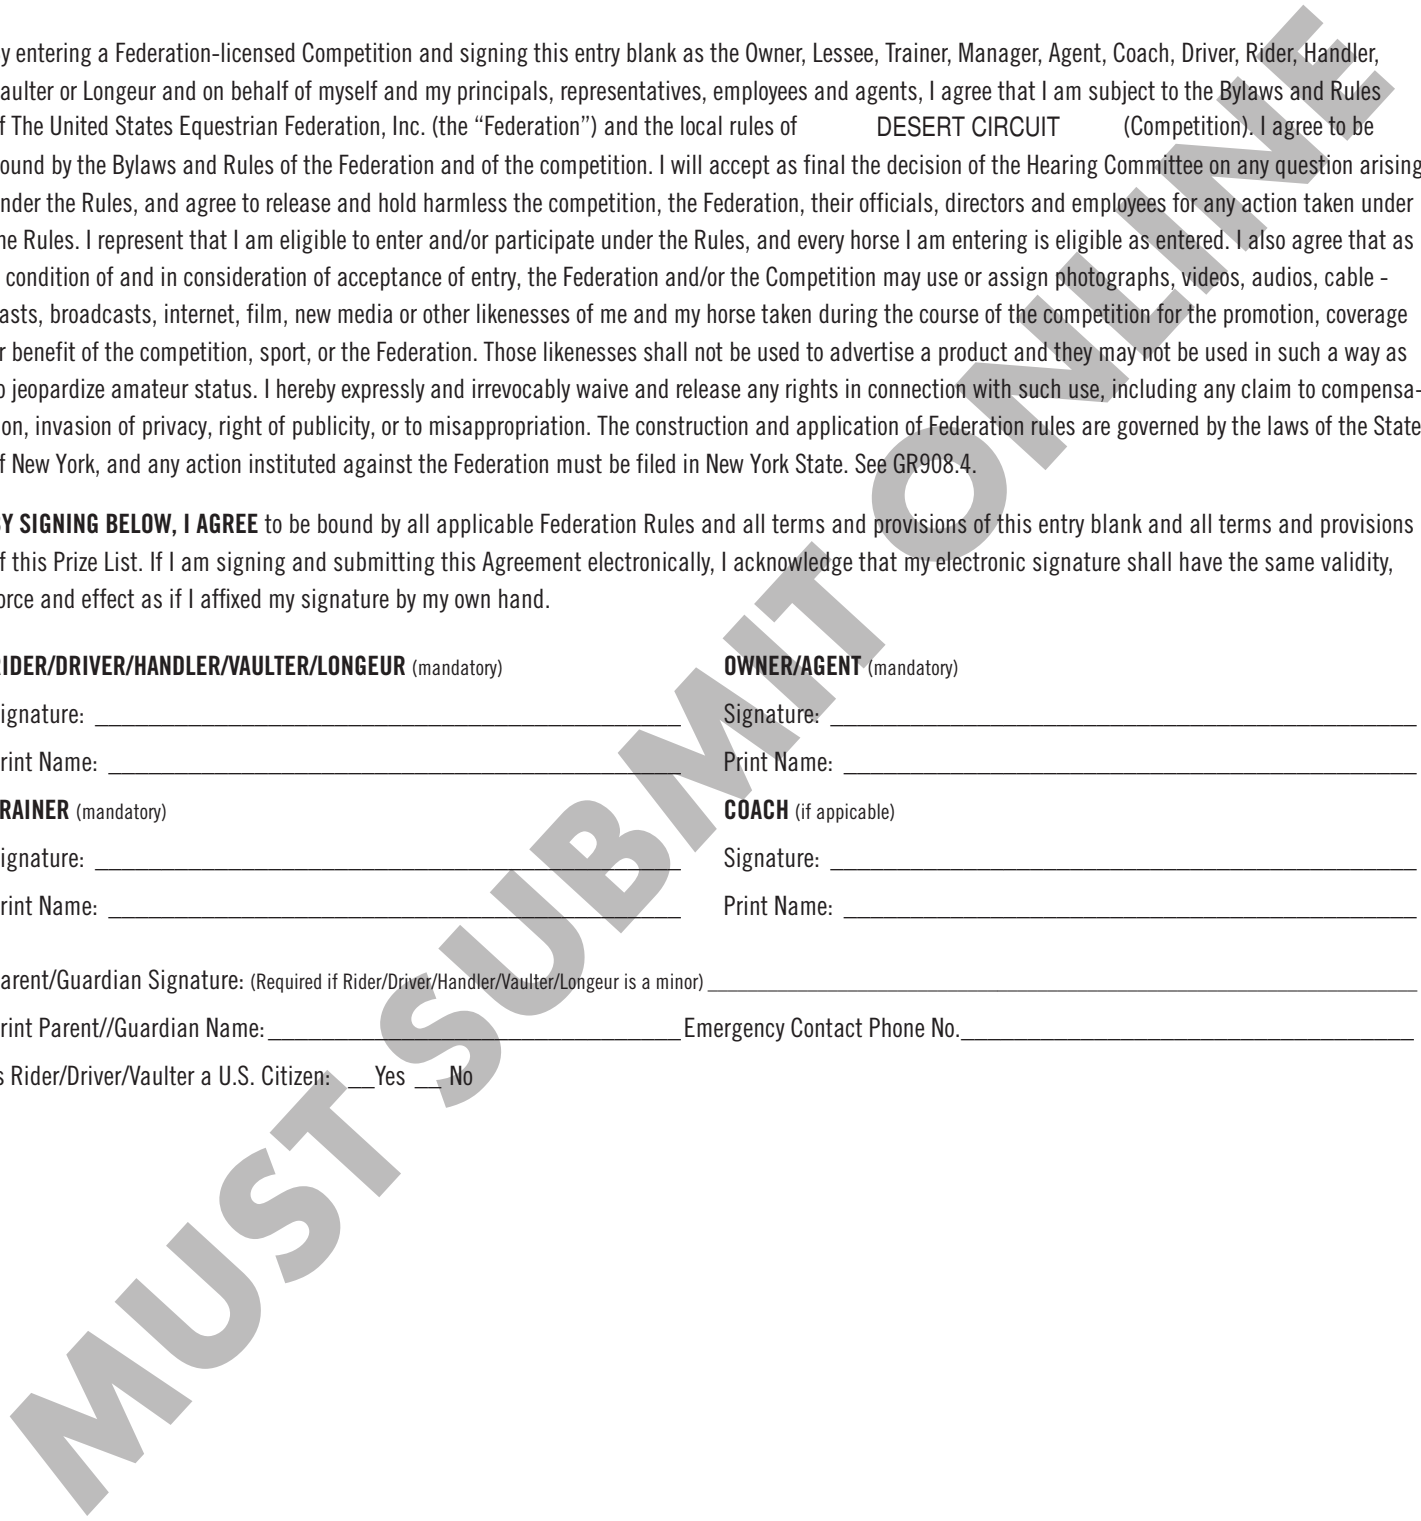 y entering a Federation-licensed Competition and signing this entry blank as the Owner, Lessee, Trainer, Manager, Agent, Coach, Driver, Rider, Handler,
aulter or Longeur and on behalf of myself and my principals, representatives, employees and agents, I agree that I am subject to the Bylaws and Rules
f The United States Equestrian Federation, Inc. (the “Federation”) and the local rules of DESERT CIRCUIT (Competition). I agree to be
ound by the Bylaws and Rules of the Federation and of the competition. I will accept as final the decision of the Hearing Committee on any question arising
nder the Rules, and agree to release and hold harmless the competition, the Federation, their officials, directors and employees for any action taken under
he Rules. I represent that I am eligible to enter and/or participate under the Rules, and every horse I am entering is eligible as entered. I also agree that as
condition of and in consideration of acceptance of entry, the Federation and/or the Competition may use or assign photographs, videos, audios, cable -
asts, broadcasts, internet, film, new media or other likenesses of me and my horse taken during the course of the competition for the promotion, coverage
r benefit of the competition, sport, or the Federation. Those likenesses shall not be used to advertise a product and they may not be used in such a way as
o jeopardize amateur status. I hereby expressly and irrevocably waive and release any rights in connection with such use, including any claim to compensa-
on, invasion of privacy, right of publicity, or to misappropriation. The construction and application of Federation rules are governed by the laws of the State
f New York, and any action instituted against the Federation must be filed in New York State. See GR908.4.
BY SIGNING BELOW, I AGREE to be bound by all applicable Federation Rules and all terms and provisions of this entry blank and all terms and provisions
f this Prize List. If I am signing and submitting this Agreement electronically, I acknowledge that my electronic signature shall have the same validity,
orce and effect as if I affixed my signature by my own hand.
RIDER/DRIVER/HANDLER/VAULTER/LONGEUR (mandatory) OWNER/AGENT (mandatory)
ignature: ____ Signature: ____
rint Name: ____ Print Name: ____
RAINER (mandatory) COACH (if appicable)
ignature: ____ Signature: ____
rint Name: ____ Print Name: ____
arent/Guardian Signature: (Required if Rider/Driver/Handler/Vaulter/Longeur is a minor) ____
rint Parent//Guardian Name: ____ Emergency Contact Phone No. ____
s Rider/Driver/Vaulter a U.S. Citizen: __Yes __ No
MUST SUBMIT ONLINE